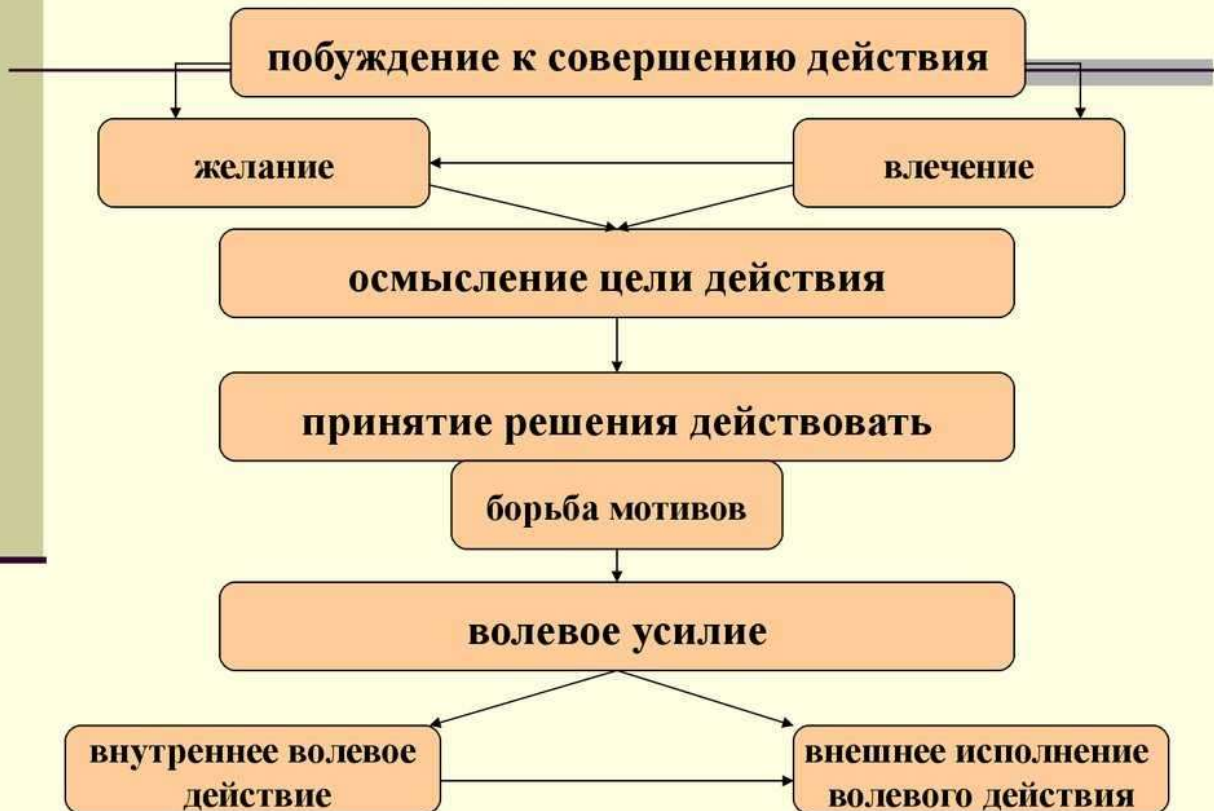 побуждение к совершению действия
желание
влечение
осмысление цели действия
принятие решения действовать
борьба мотивов
волевое усилие
внутреннее волевое
действие
внешнее исполнение
волевого действия